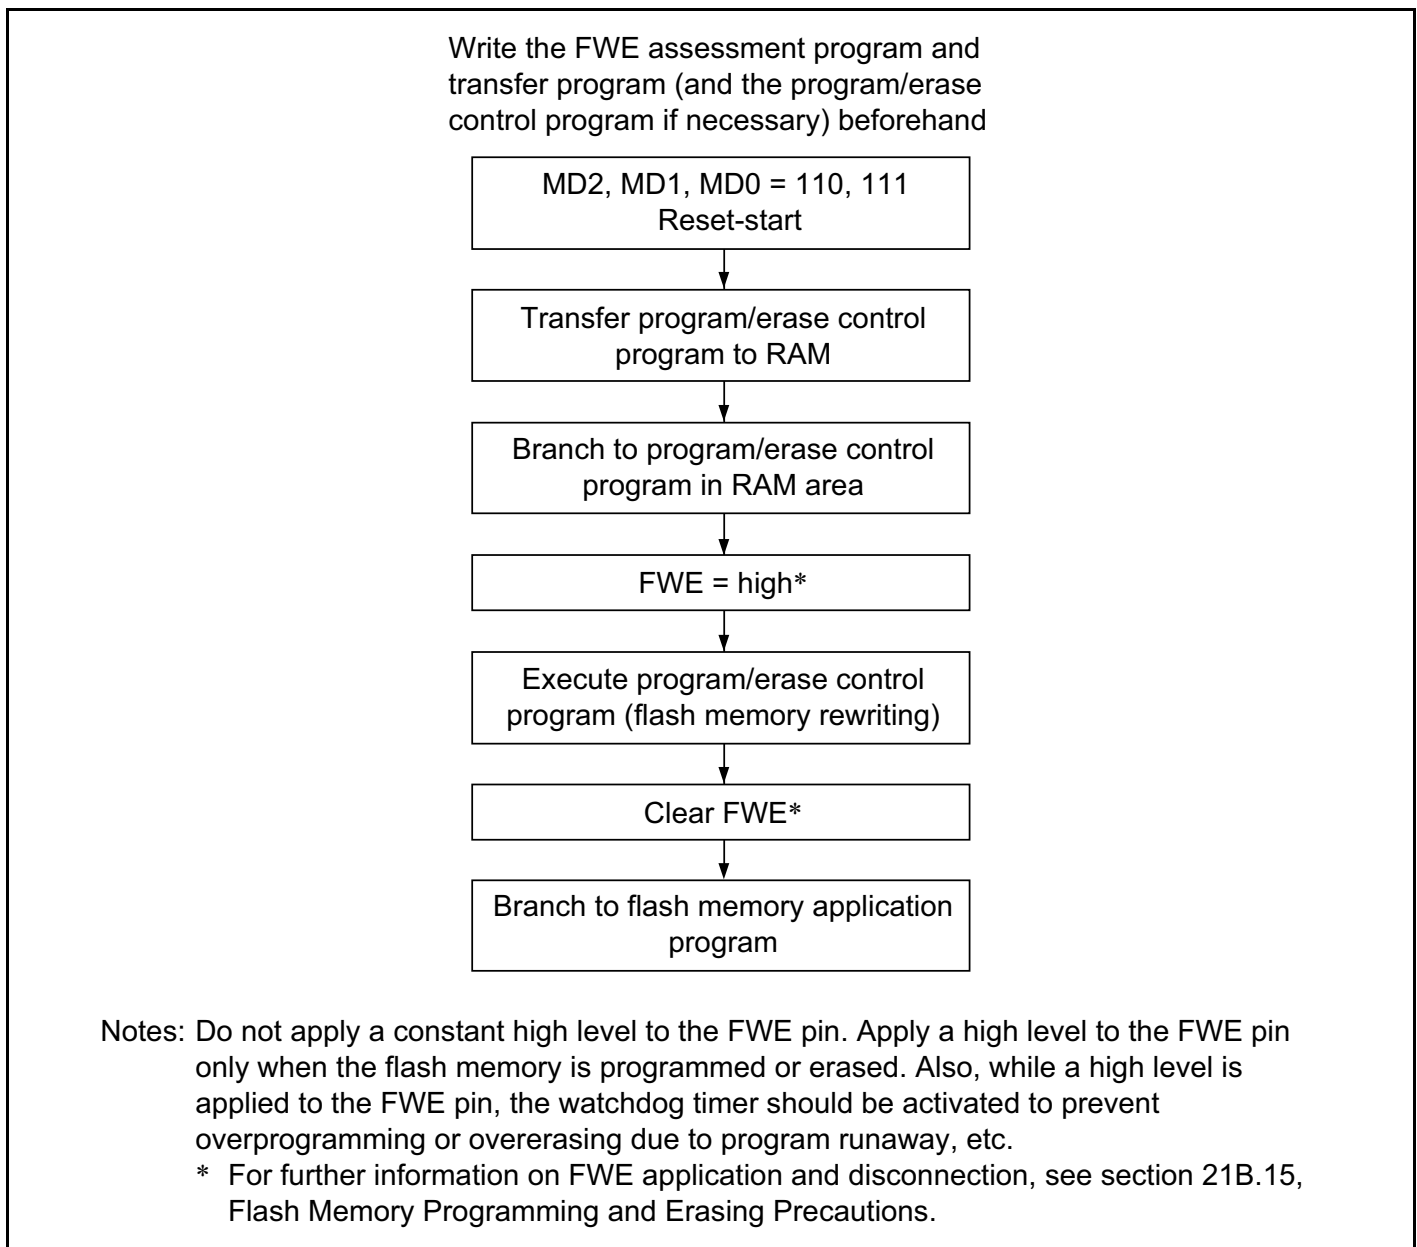 Write the FWE assessment program and
transfer program (and the program/erase
control program if necessary) beforehand
MD2, MD1, MD0 = 110, 111
Reset-start
Transfer program/erase control
program to RAM
Branch to program/erase control
program in RAM area
FWE = high*
Execute program/erase control
program (flash memory rewriting)
Clear FWE*
Branch to flash memory application
program
Notes: Do not apply a constant high level to the FWE pin. Apply a high level to the FWE pin
only when the flash memory is programmed or erased. Also, while a high level is
applied to the FWE pin, the watchdog timer should be activated to prevent
overprogramming or overerasing due to program runaway, etc.
* For further information on FWE application and disconnection, see section 21B.15,
Flash Memory Programming and Erasing Precautions.